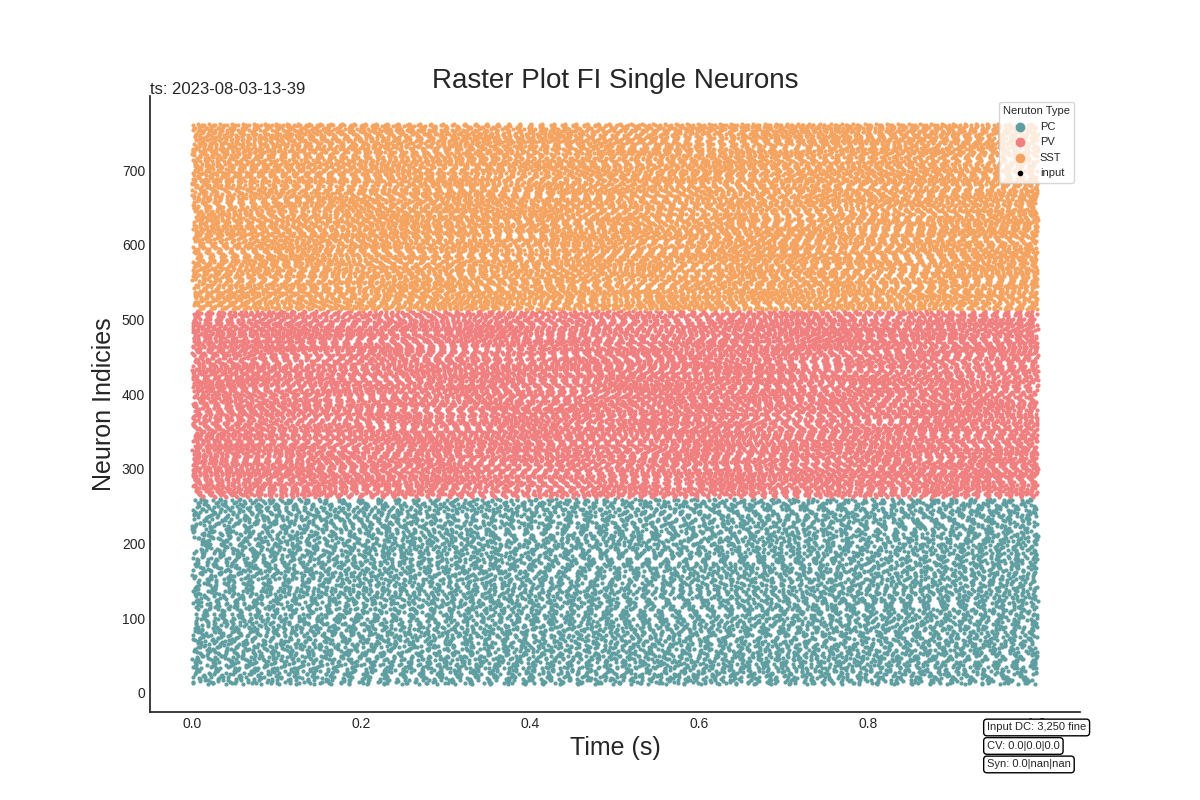 Raster Plot FI Single Neurons
ts: 2023-08-03-13-39
Neruton Type
PC
PV
SST
input
Neuron Indicies
700
600
500
400
300
200
100
0
0.0 0.2 0.4 0.6 0.8
Time (s)
Input DC: 3,250 fine
CV: 0.0|0.0|0.0
Syn: 0.0|nan|nan